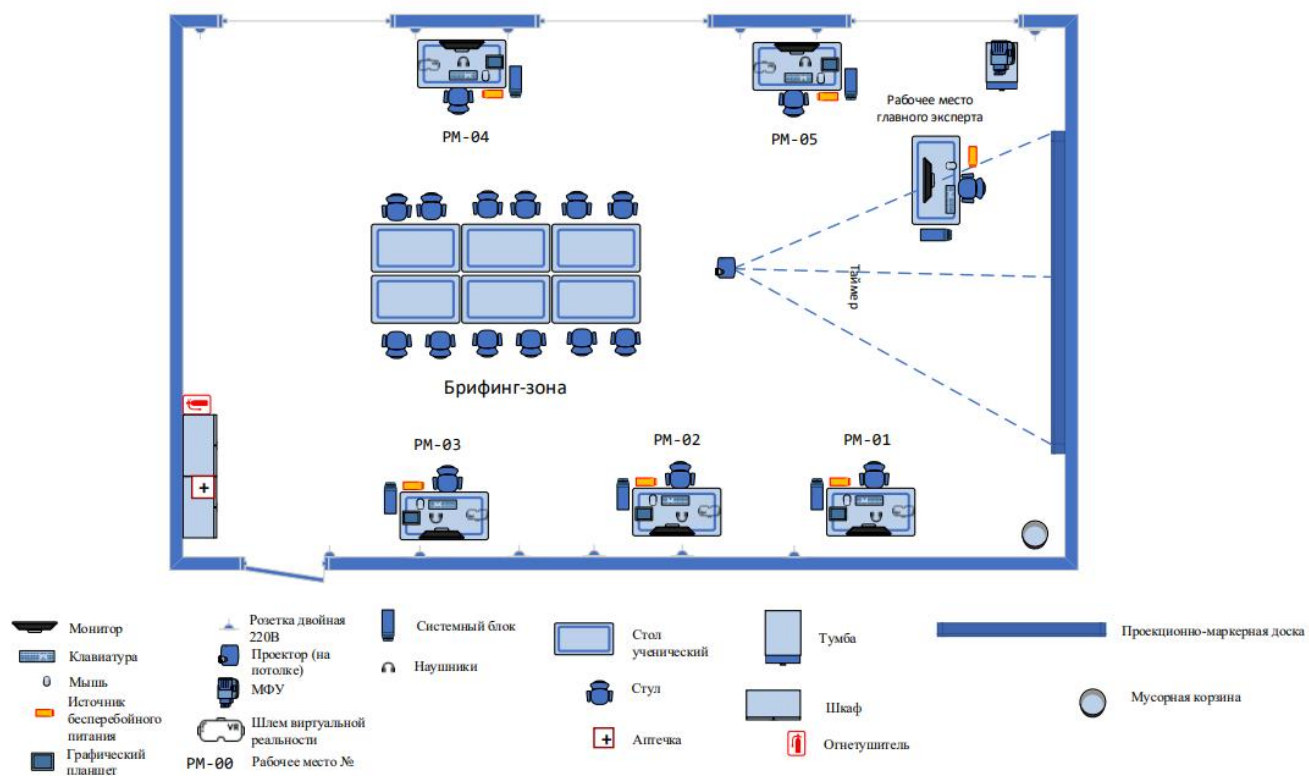 Рабочее место
главного эксперта
РМ-04
РМ-05
Таймер
Брифинг-зона
РМ-03
РМ-02
РМ-01
Монитор
Клавиатура
Мышь
Источник
бесперебойного
питания
Графический
планшет
Розетка двойная
220В
Проектор (на
потолке)
МФУ
VR
Шлем виртуальной
реальности
РМ-00
Рабочее место №
Системный блок
Наушники
Стол
ученический
Стул
Аптечка
Тумба
Шкаф
Огнетушитель
Проекционно-маркерная доска
Мусорная корзина